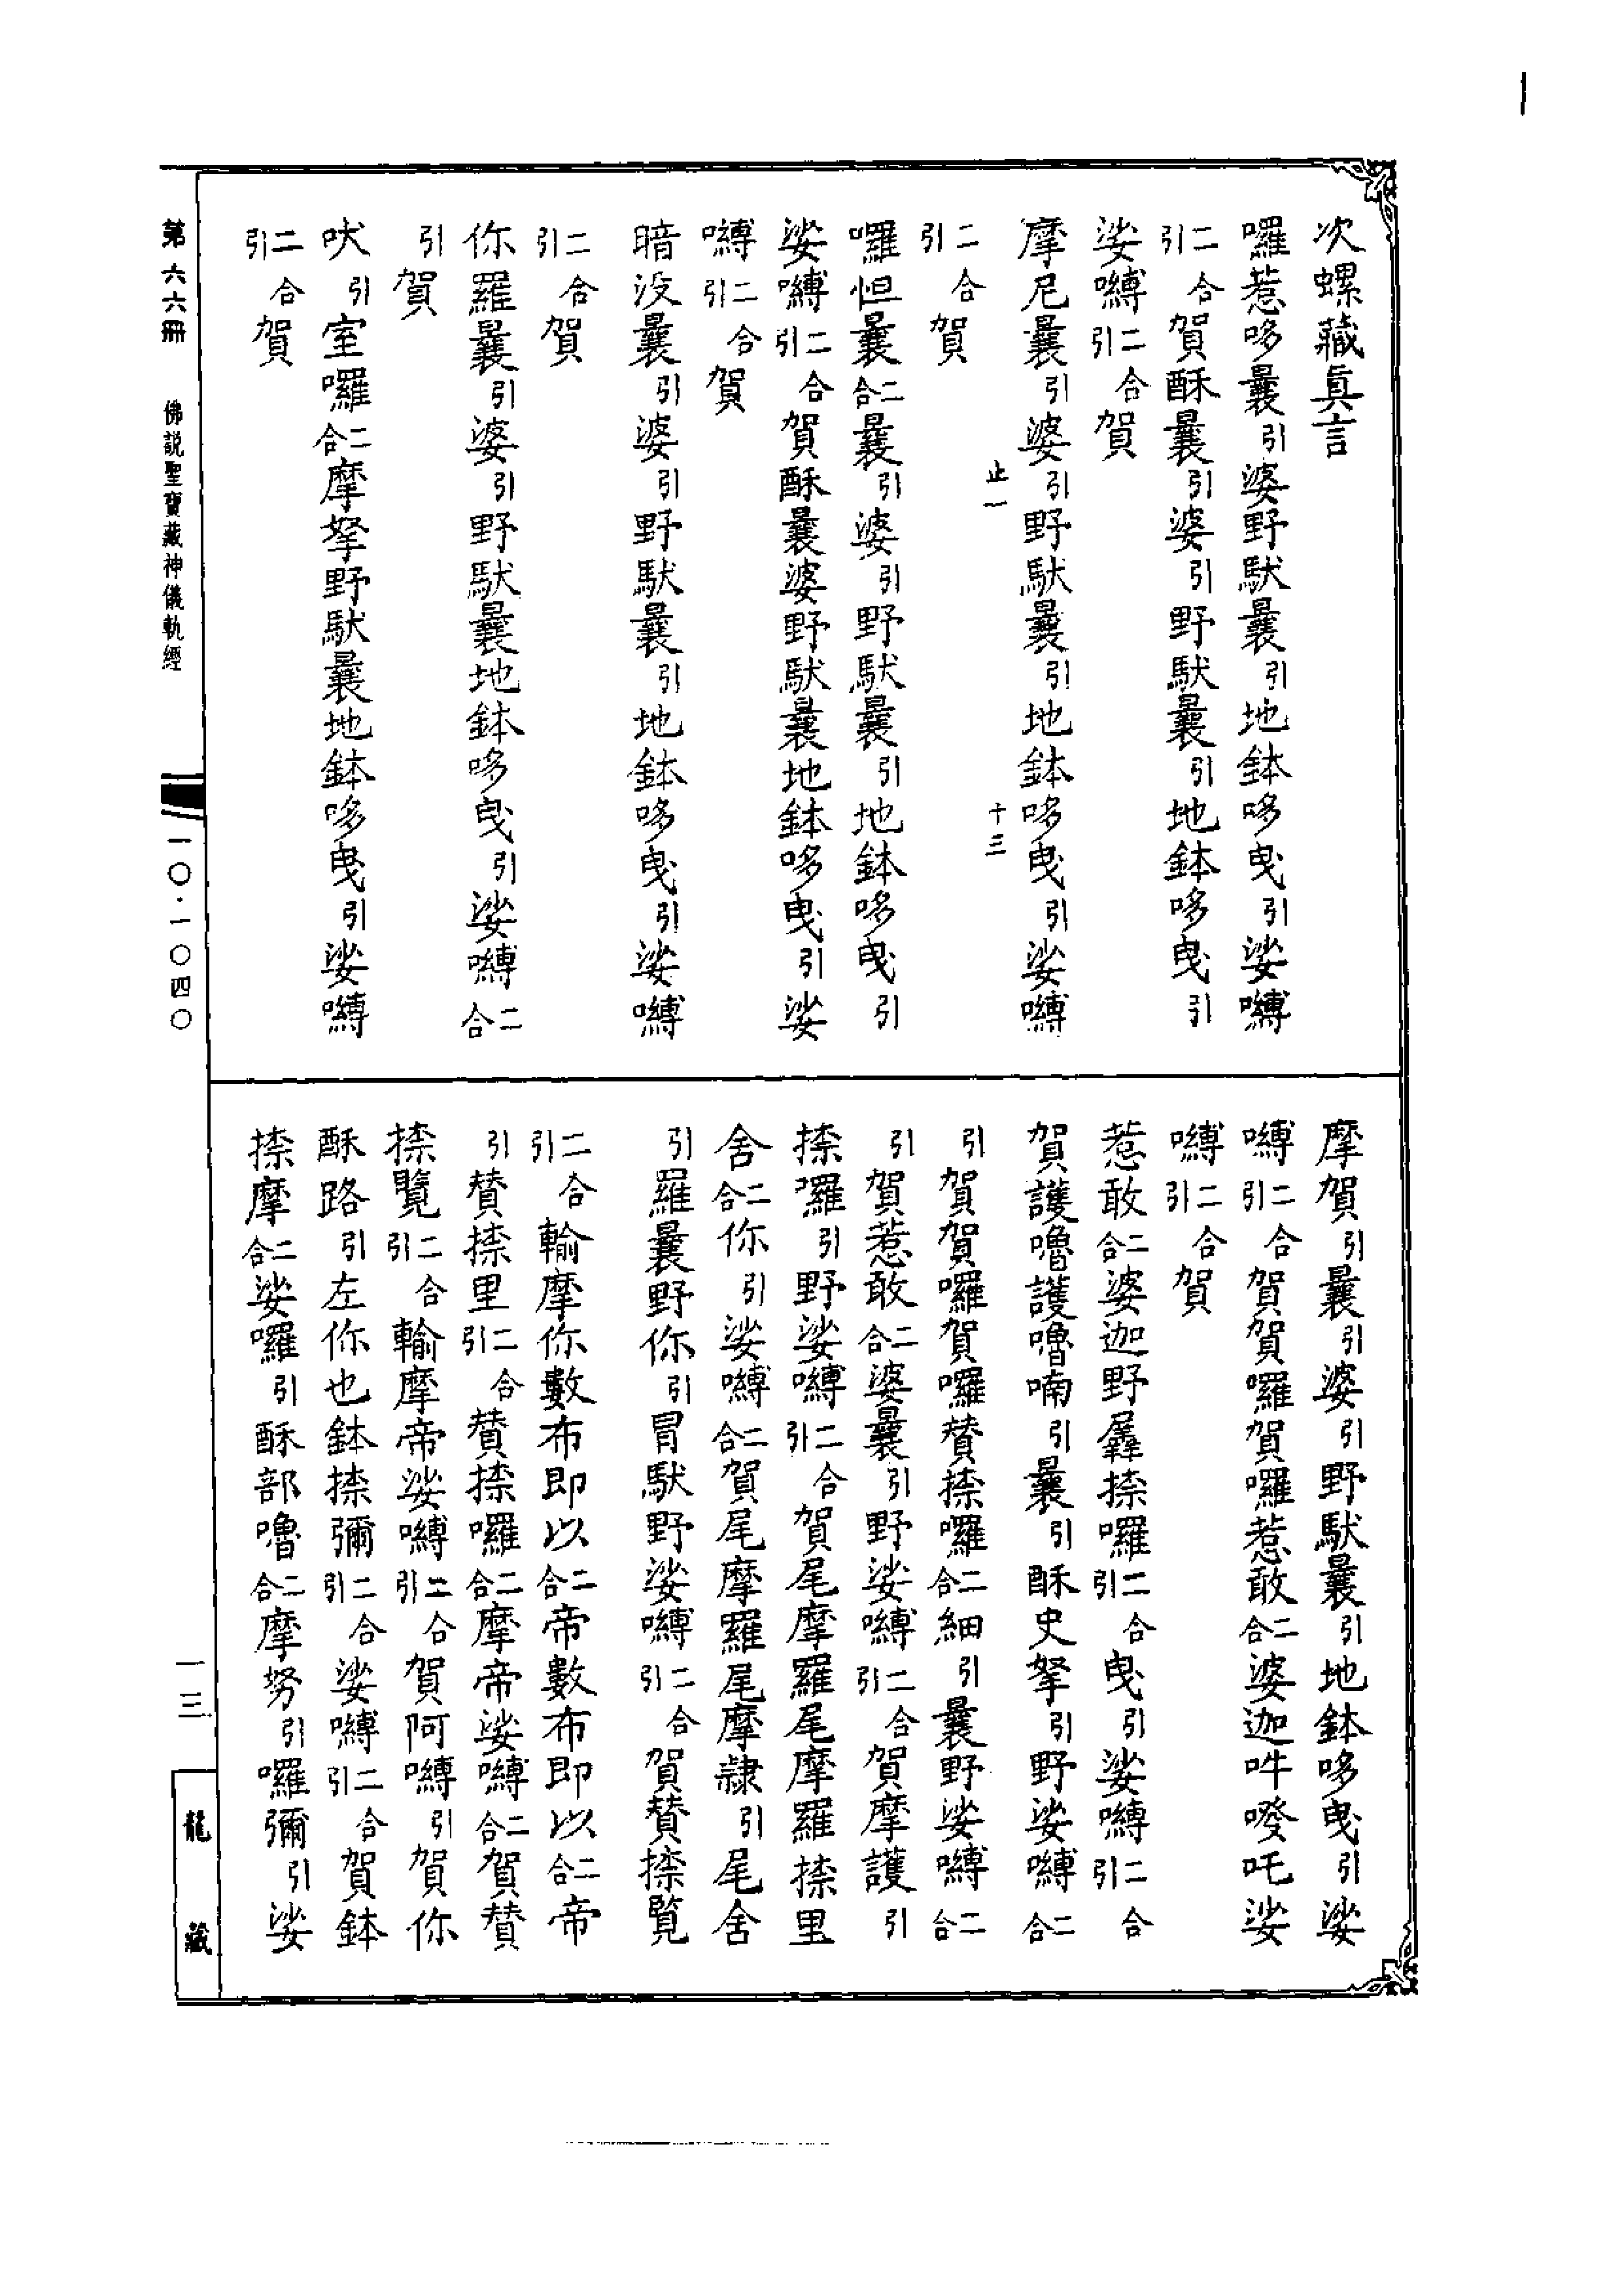 次螺藏眞言
囉惹哆曩引婆野馱曩引地鉢哆曳引娑嚩
二合引賀酥曩引婆引野馱曩引地鉢哆曳引
娑嚩二合引賀
摩尼曩引婆引野馱曩引地鉢哆曳引娑嚩
止一 十三
二合引賀
囉怛曩二合曩引婆引野馱曩引地鉢哆曳引
娑嚩二合引賀酥曩婆野馱曩地鉢哆曳引娑
嚩二合引賀
暗没曩引婆引野馱曩引地鉢哆曳引娑嚩
二合引賀
你羅曩引婆引野馱曩地鉢哆曳引娑嚩二合
引賀
吠引室囉二合摩拏野馱曩地鉢哆曳引娑嚩
二合引賀
摩賀引曩引婆引野馱曩引地鉢哆曳引娑
嚩二合引賀賀囉賀囉惹敢二合婆迦吽癹吒娑
嚩二合引賀
惹敢二合婆迦野羼捺囉二合引曳引娑嚩二合引
賀護嚕護嚕喃引曩引酥史拏引野娑嚩二合
引賀賀囉賀囉贊捺囉二合細引曩野娑嚩二合
引賀惹敢二合婆曩引野娑嚩二合引賀摩護引
捺囉引野娑嚩二合引賀尾摩羅尾摩羅捺里
舍二合你引娑嚩二合賀尾摩羅尾摩隸引尾舍
引羅曩野你引冒馱野娑嚩二合引賀贊捺覽
二合引輸摩你數布即以二合帝數布即以二合帝
引贊捺里二合引贊捺囉二合摩帝娑嚩二合賀贊
捺覽二合引輸摩帝娑嚩二合引賀阿嚩引賀你
酥路引左你也鉢捺彌二合引娑嚩二合引賀鉢
捺摩二合娑囉引酥部嚕二合摩努引囉彌引娑
第六六冊 佛説聖寶藏神儀軌經 一〇·一〇四〇
一三
龍藏